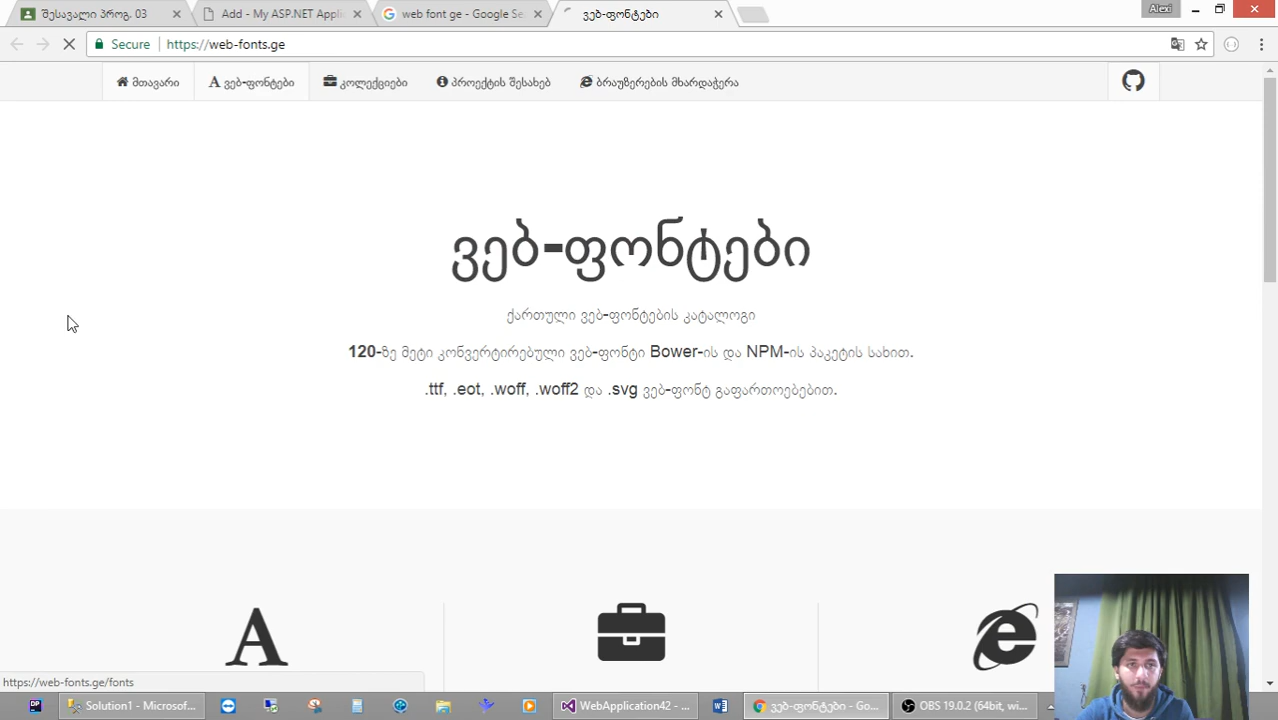 შესავალი პროგ. 03
Add - My ASP.NET Appli
web font ge - Google Se
ვებ-ფონტები
Alexi
Secure
https://web-fonts.ge
მთავარი
ვებ-ფონტები
კოლექციები
პროექტის შესახებ
ბრაუზერების მხარდაჭერა
ვებ-ფონტები
ქართული ვებ-ფონტების კატალოგი
120-ზე მეტი კონვერტირებული ვებ-ფონტი Bower-ის და NPM-ის პაკეტის სახით.
.ttf, .eot, .woff, .woff2 და .svg ვებ-ფონტ გაფართოებებით.
https://web-fonts.ge/fonts
Solution1 - Microsof...
WebApplication42 - ...
ვებ-ფონტები - Go...
OBS 19.0.2 (64bit, wi...